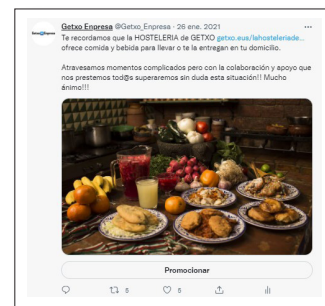 Getxo Enpresa @Getxo_Enpresa · 26 ene. 2021
Te recordamos que la HOSTELERIA de GETXO getxo.eus/lahosteleriade...
ofrece comida y bebida para llevar o te la entregan en tu domicilio.
Atravesamos momentos complicados pero con la colaboración y apoyo que
nos prestemos tod@s superaremos sin duda esta situación!! Mucho
ánimo!!!
Promocionar
5 5